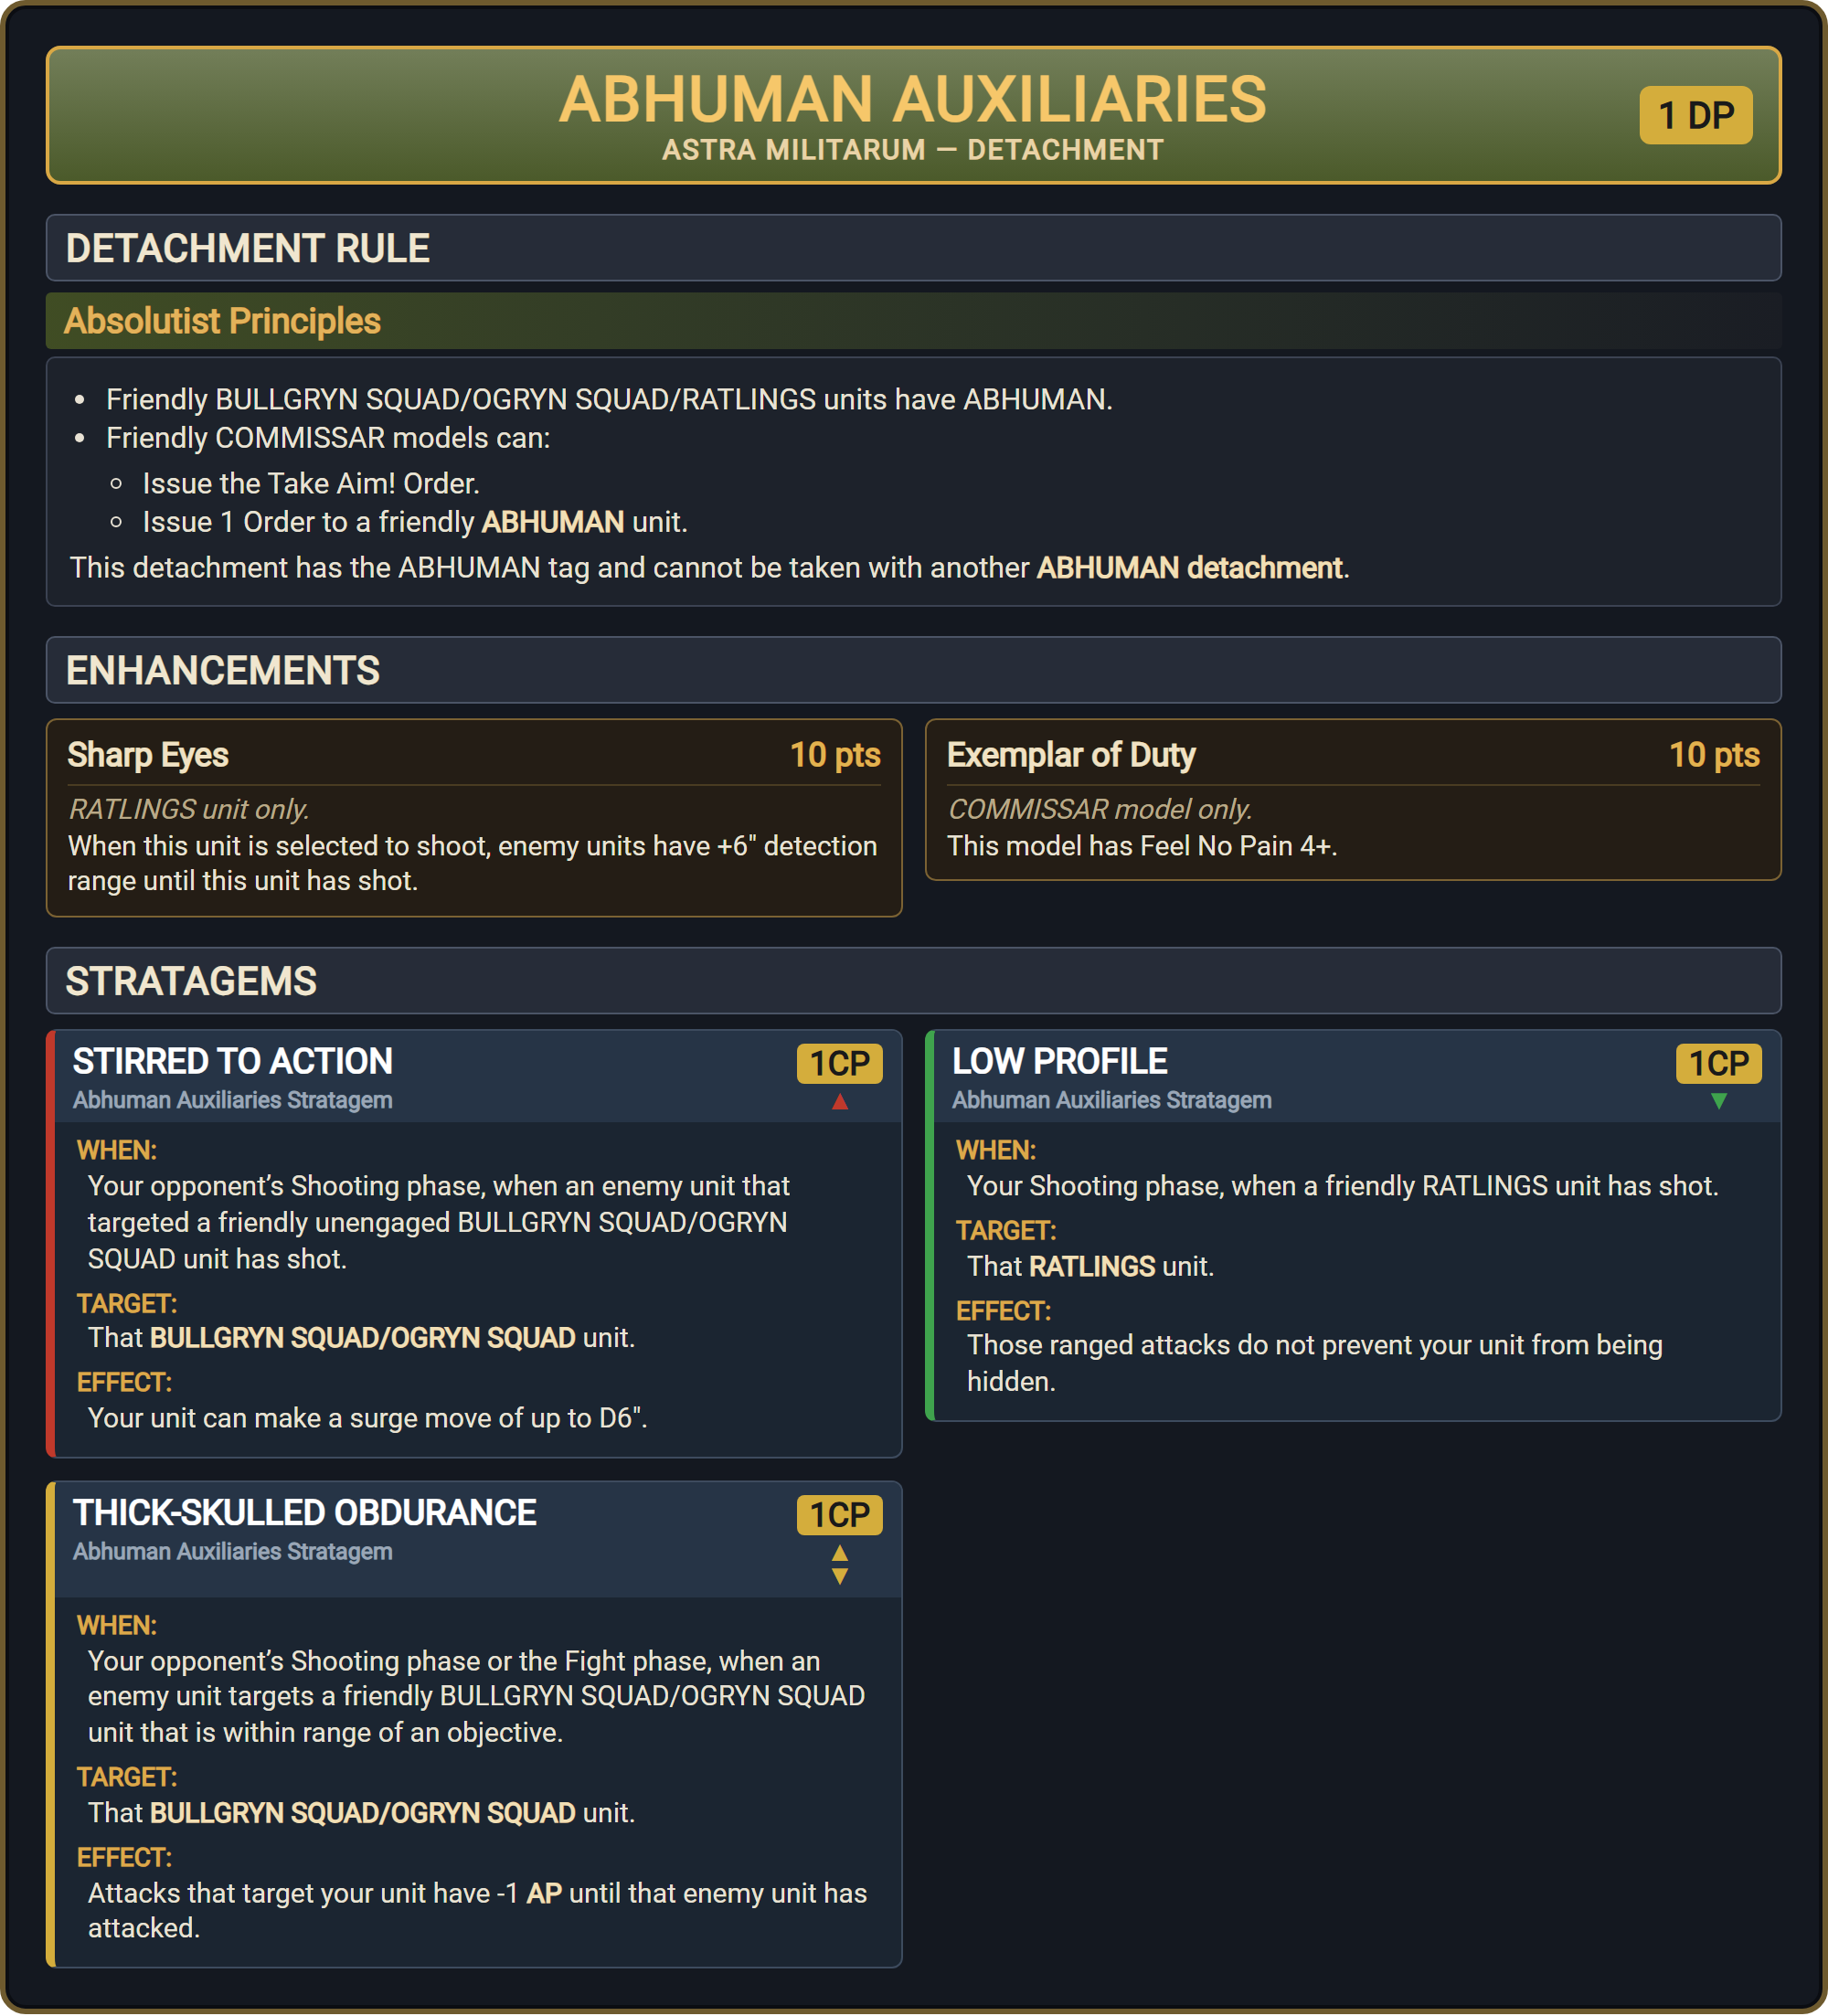 ABHUMAN AUXILIARIES
ASTRA MILITARUM — DETACHMENT
1 DP
DETACHMENT RULE
Absolutist Principles
• Friendly BULLGRYN SQUAD/OGRYN SQUAD/RATLINGS units have ABHUMAN.
• Friendly COMMISSAR models can:
◦ Issue the Take Aim! Order.
◦ Issue 1 Order to a friendly ABHUMAN unit.
This detachment has the ABHUMAN tag and cannot be taken with another ABHUMAN detachment.
ENHANCEMENTS
Sharp Eyes 10 pts
RATLINGS unit only.
When this unit is selected to shoot, enemy units have +6" detection
range until this unit has shot.
Exemplar of Duty 10 pts
COMMISSAR model only.
This model has Feel No Pain 4+.
STRATAGEMS
STIRRED TO ACTION 1CP
Abhuman Auxiliaries Stratagem ▲
WHEN:
Your opponent’s Shooting phase, when an enemy unit that
targeted a friendly unengaged BULLGRYN SQUAD/OGRYN
SQUAD unit has shot.
TARGET:
That BULLGRYN SQUAD/OGRYN SQUAD unit.
EFFECT:
Your unit can make a surge move of up to D6".
LOW PROFILE 1CP
Abhuman Auxiliaries Stratagem ▼
WHEN:
Your Shooting phase, when a friendly RATLINGS unit has shot.
TARGET:
That RATLINGS unit.
EFFECT:
Those ranged attacks do not prevent your unit from being
hidden.
THICK-SKULLED OBDURANCE 1CP
Abhuman Auxiliaries Stratagem ▲
▼
WHEN:
Your opponent’s Shooting phase or the Fight phase, when an
enemy unit targets a friendly BULLGRYN SQUAD/OGRYN SQUAD
unit that is within range of an objective.
TARGET:
That BULLGRYN SQUAD/OGRYN SQUAD unit.
EFFECT:
Attacks that target your unit have -1 AP until that enemy unit has
attacked.